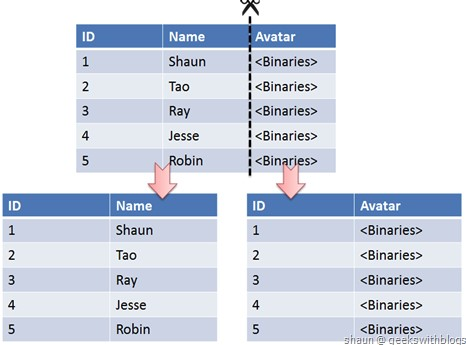 ID Name Avatar
1 Shaun <Binaries>
2 Tao <Binaries>
3 Ray <Binaries>
4 Jesse <Binaries>
5 Robin <Binaries>
ID Name
1 Shaun
2 Tao
3 Ray
4 Jesse
5 Robin
ID Avatar
1 <Binaries>
2 <Binaries>
3 <Binaries>
4 <Binaries>
5 <Binaries>
shaun @ geekswithblogs